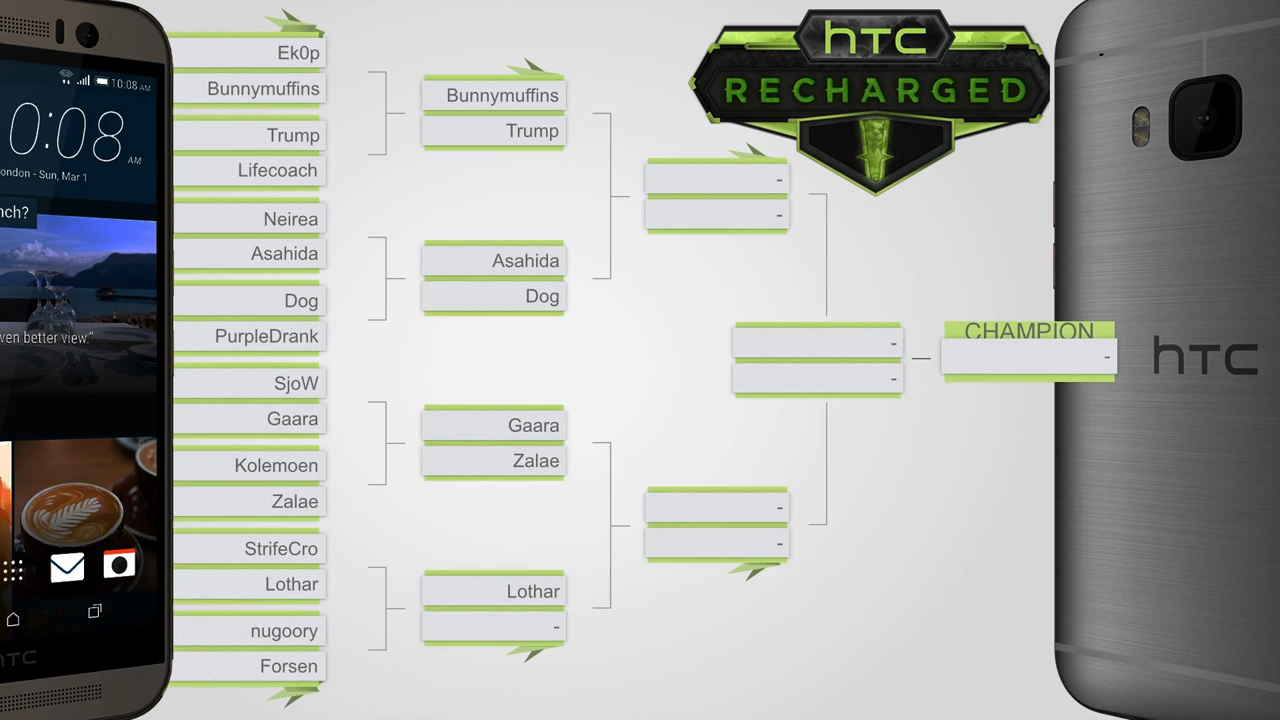 10:08 AM
0:08
AM
ondon - Sun, Mar 1
nch?
ven better view."
HTC
Ek0p
Bunnymuffins
Trump
Lifecoach
Neirea
Asahida
Dog
PurpleDrank
SjoW
Gaara
Kolemoen
Zalae
StrifeCro
Lothar
nugoory
Forsen
Bunnymuffins
Trump
Asahida
Dog
Gaara
Zalae
Lothar
-
-
-
-
-
-
-
CHAMPION
-
hTC
RECHARGED
hTC